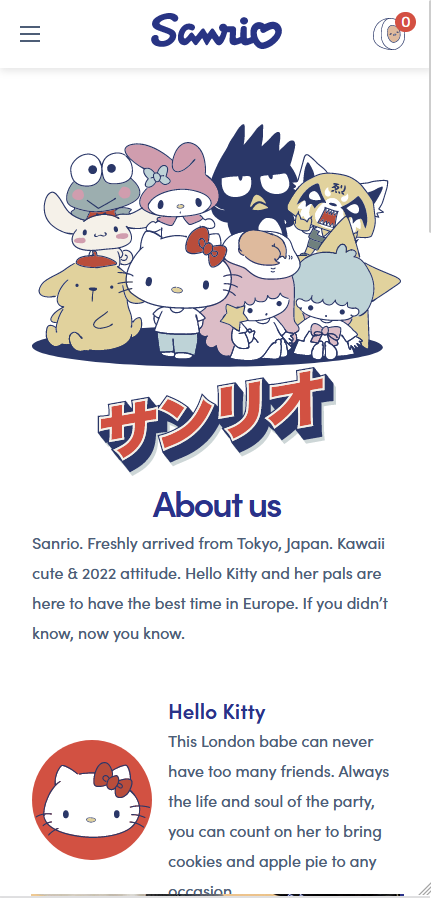 Sanrio
0
烈
サンリオ
About us
Sanrio. Freshly arrived from Tokyo, Japan. Kawaii
cute & 2022 attitude. Hello Kitty and her pals are
here to have the best time in Europe. If you didn’t
know, now you know.
Hello Kitty
This London babe can never
have too many friends. Always
the life and soul of the party,
you can count on her to bring
cookies and apple pie to any
occasion